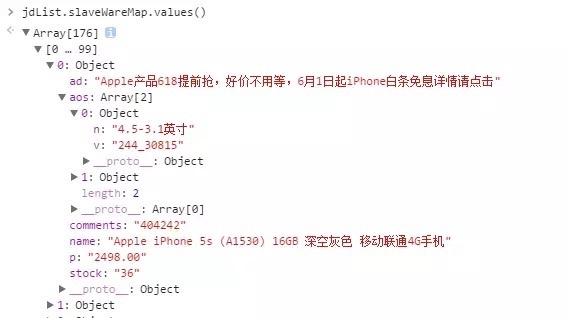 > jdList.slaveWareMap.values()
Array[176]
[0 … 99]
0: Object
ad: "Apple产品618提前抢，好价不用等，6月1日起iPhone白条免息详情请点击"
aos: Array[2]
0: Object
n: "4.5-3.1英寸"
v: "244_30815"
__proto__: Object
1: Object
length: 2
__proto__: Array[0]
comments: "404242"
name: "Apple iPhone 5s (A1530) 16GB 深空灰色 移动联通4G手机"
p: "2498.00"
stock: "36"
__proto__: Object
1: Object